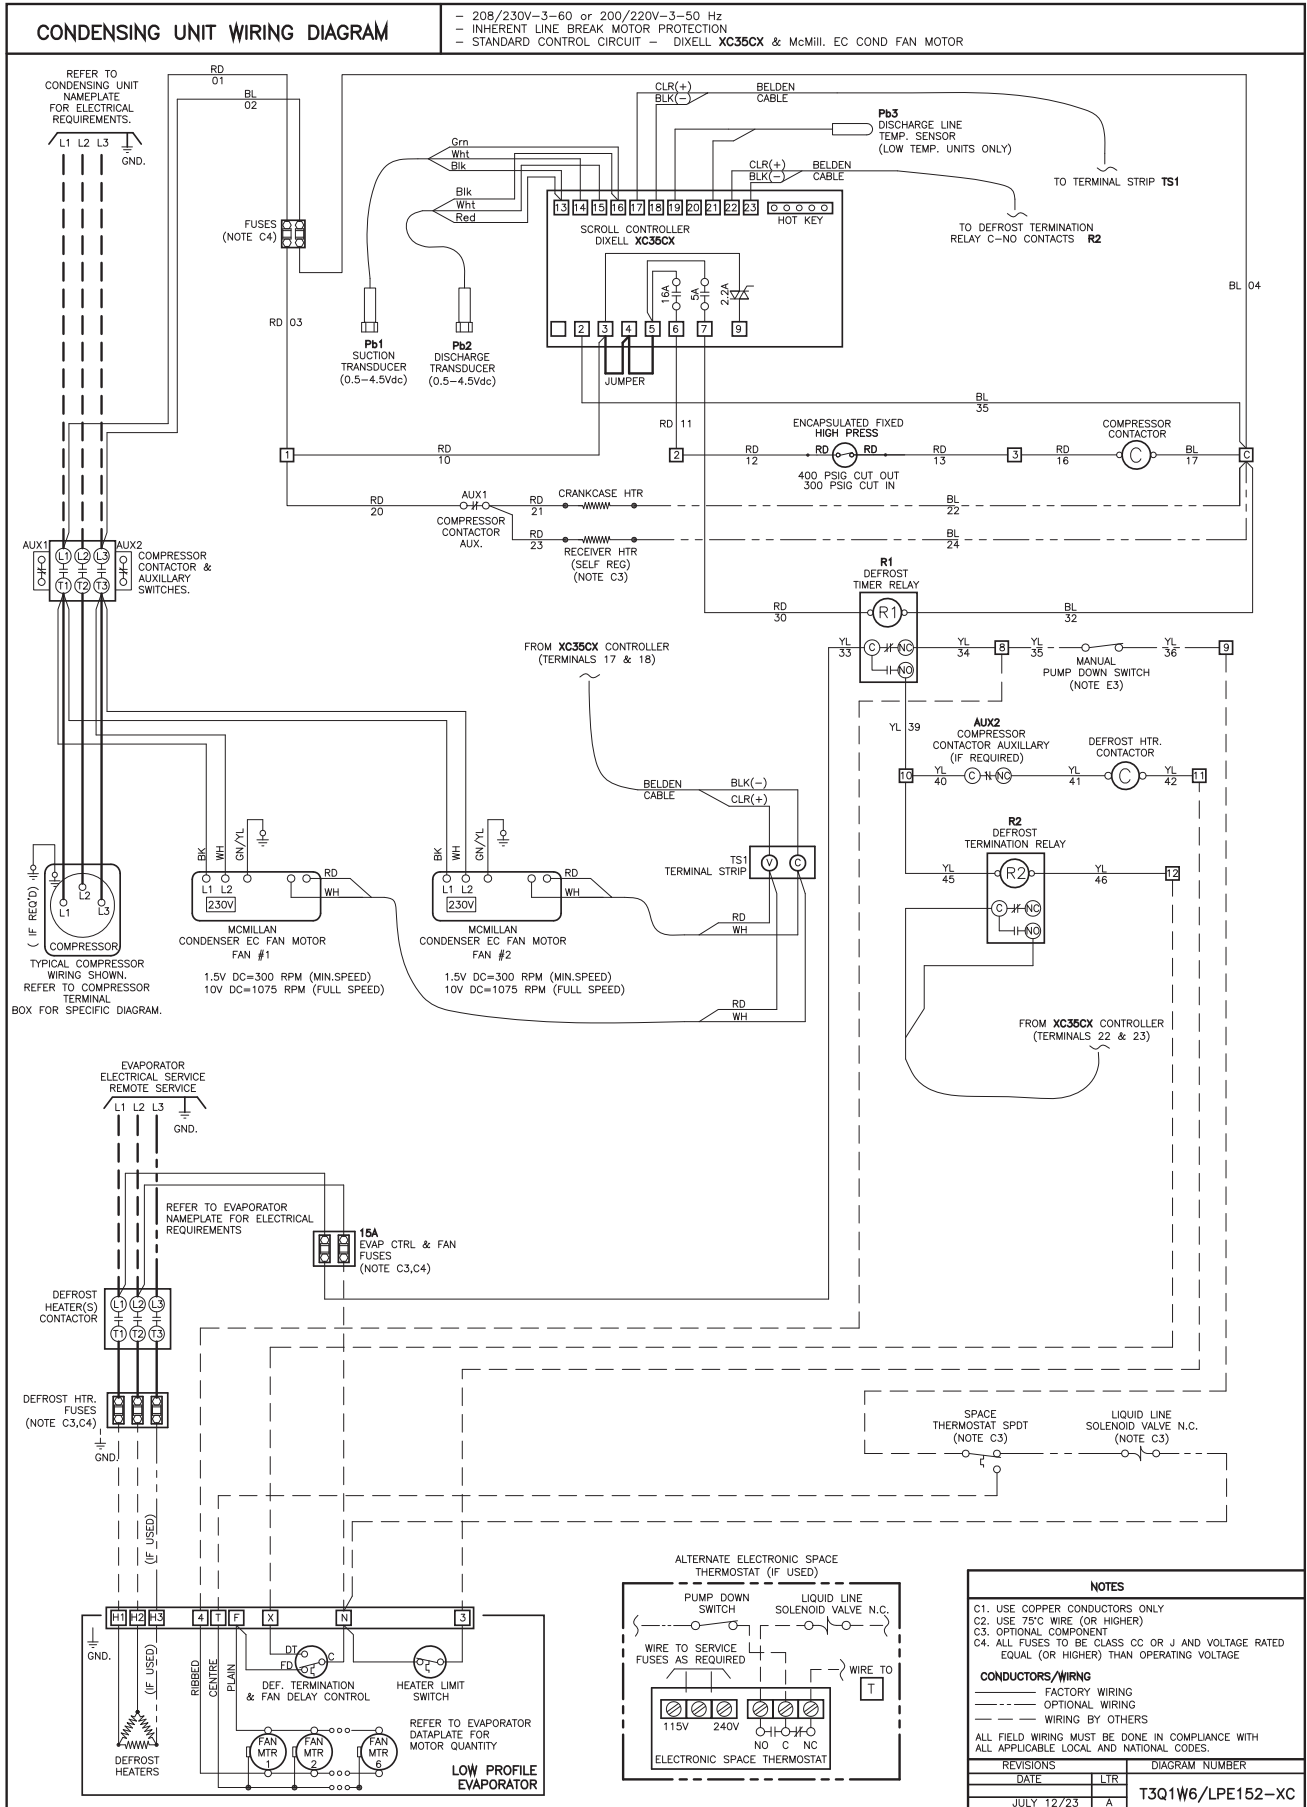 CONDENSING UNIT WIRING DIAGRAM
– 208/230V–3–60 or 200/220V–3–50 Hz
– INHERENT LINE BREAK MOTOR PROTECTION
– STANDARD CONTROL CIRCUIT – DIXELL XC35CX & McMill. EC COND FAN MOTOR
REFER TO
CONDENSING UNIT
NAMEPLATE
FOR ELECTRICAL
REQUIREMENTS.
L1 L2 L3
GND.
RD
01
BL
02
CLR(+)
BLK(–)
BELDEN
CABLE
Pb3
DISCHARGE LINE
TEMP. SENSOR
(LOW TEMP. UNITS ONLY)
Grn
Wht
Blk
CLR(+)
BLK(–)
BELDEN
CABLE
TO TERMINAL STRIP TS1
Blk
Wht
Red
13 14 15 16 17 18 19 20 21 22 23
HOT KEY
FUSES
(NOTE C4)
SCROLL CONTROLLER
DIXELL XC35CX
TO DEFROST TERMINATION
RELAY C–NO CONTACTS R2
16A
5A
2.2A
BL 04
RD 03
2 3 4 5 6 7 9
Pb1
SUCTION
TRANSDUCER
(0.5–4.5Vdc)
Pb2
DISCHARGE
TRANSDUCER
(0.5–4.5Vdc)
JUMPER
BL
35
RD 11
ENCAPSULATED FIXED
HIGH PRESS
COMPRESSOR
CONTACTOR
1
RD
10
2
RD
12
RD
RD
RD
13
3
RD
16
C
BL
17
C
400 PSIG CUT OUT
300 PSIG CUT IN
RD
20
AUX1
COMPRESSOR
CONTACTOR
AUX.
RD
21
CRANKCASE HTR
BL
22
RD
23
RECEIVER HTR
(SELF REG)
(NOTE C3)
BL
24
AUX1
L1 L2 L3
T1 T2 T3
AUX2
COMPRESSOR
CONTACTOR &
AUXILLARY
SWITCHES.
R1
DEFROST
TIMER RELAY
RD
30
R1
BL
32
FROM XC35CX CONTROLLER
(TERMINALS 17 & 18)
YL
33
C
NC
NO
YL
34
8
YL
35
YL
36
9
MANUAL
PUMP DOWN SWITCH
(NOTE E3)
YL 39
AUX2
COMPRESSOR
CONTACTOR AUXILLARY
(IF REQUIRED)
DEFROST HTR.
CONTACTOR
10
YL
40
C
NC
YL
41
C
YL
42
11
BELDEN
CABLE
BLK(–)
CLR(+)
R2
DEFROST
TERMINATION RELAY
TS1
TERMINAL STRIP
V
C
YL
45
R2
YL
46
12
C
NC
NO
BK
WH
GN/YL
L1 L2
230V
RD
WH
MCMILLAN
CONDENSER EC FAN MOTOR
FAN #1
1.5V DC=300 RPM (MIN.SPEED)
10V DC=1075 RPM (FULL SPEED)
BK
WH
GN/YL
L1 L2
230V
RD
WH
MCMILLAN
CONDENSER EC FAN MOTOR
FAN #2
1.5V DC=300 RPM (MIN.SPEED)
10V DC=1075 RPM (FULL SPEED)
RD
WH
RD
WH
( IF REQ'D)
L1
L2
L3
COMPRESSOR
TYPICAL COMPRESSOR
WIRING SHOWN.
REFER TO COMPRESSOR
TERMINAL
BOX FOR SPECIFIC DIAGRAM.
FROM XC35CX CONTROLLER
(TERMINALS 22 & 23)
EVAPORATOR
ELECTRICAL SERVICE
REMOTE SERVICE
L1 L2 L3
GND.
REFER TO EVAPORATOR
NAMEPLATE FOR ELECTRICAL
REQUIREMENTS
15A
EVAP CTRL & FAN
FUSES
(NOTE C3,C4)
DEFROST
HEATER(S)
CONTACTOR
L1 L2 L3
T1 T2 T3
DEFROST HTR.
FUSES
(NOTE C3,C4)
GND.
SPACE
THERMOSTAT SPDT
(NOTE C3)
LIQUID LINE
SOLENOID VALVE N.C.
(NOTE C3)
(IF USED)
H1 H2 H3 4 T F X N 3
GND.
(IF USED)
RIBBED
CENTRE
PLAIN
DT
FD
C
DEF. TERMINATION
& FAN DELAY CONTROL
HEATER LIMIT
SWITCH
FAN
MTR
1
FAN
MTR
2
FAN
MTR
6
REFER TO EVAPORATOR
DATAPLATE FOR
MOTOR QUANTITY
DEFROST
HEATERS
LOW PROFILE
EVAPORATOR
ALTERNATE ELECTRONIC SPACE
THERMOSTAT (IF USED)
PUMP DOWN
SWITCH
LIQUID LINE
SOLENOID VALVE N.C.
WIRE TO SERVICE
FUSES AS REQUIRED
WIRE TO
T
115V 240V
NO C NC
ELECTRONIC SPACE THERMOSTAT
NOTES
C1. USE COPPER CONDUCTORS ONLY
C2. USE 75°C WIRE (OR HIGHER)
C3. OPTIONAL COMPONENT
C4. ALL FUSES TO BE CLASS CC OR J AND VOLTAGE RATED
EQUAL (OR HIGHER) THAN OPERATING VOLTAGE
CONDUCTORS/WIRNG
FACTORY WIRING
OPTIONAL WIRING
WIRING BY OTHERS
ALL FIELD WIRING MUST BE DONE IN COMPLIANCE WITH
ALL APPLICABLE LOCAL AND NATIONAL CODES.
REVISIONS
DIAGRAM NUMBER
DATE LTR
T3Q1W6/LPE152–XC
JULY 12/23 A